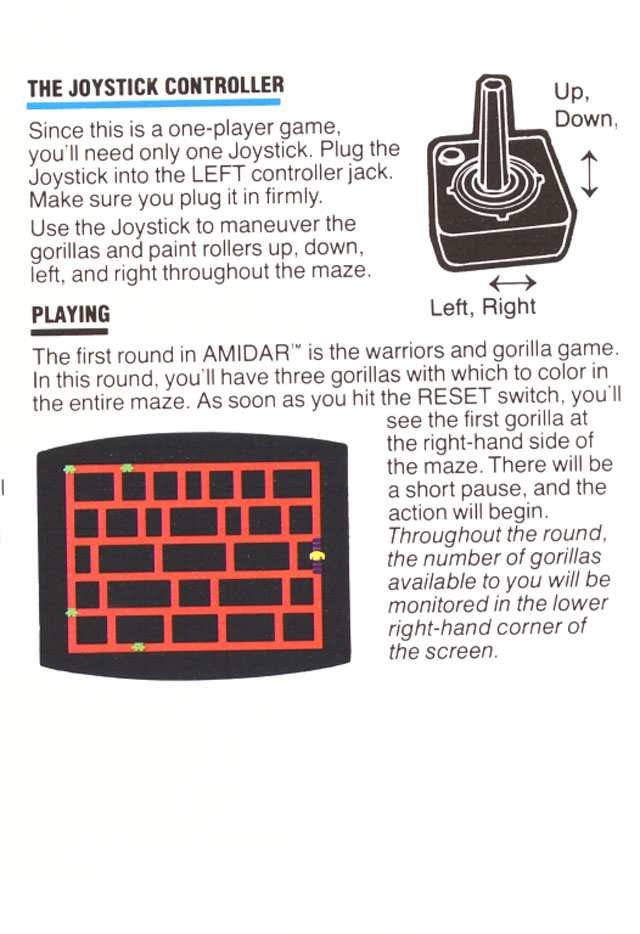 THE JOYSTICK CONTROLLER
Since this is a one-player game,
you'll need only one Joystick. Plug the
Joystick into the LEFT controller jack.
Make sure you plug it in firmly.
Use the Joystick to maneuver the
gorillas and paint rollers up, down,
left, and right throughout the maze.
Up,
Down,
Left, Right
PLAYING
The first round in AMIDAR™ is the warriors and gorilla game.
In this round, you'll have three gorillas with which to color in
the entire maze. As soon as you hit the RESET switch, you'll
see the first gorilla at
the right-hand side of
the maze. There will be
a short pause, and the
action will begin.
Throughout the round,
the number of gorillas
available to you will be
monitored in the lower
right-hand corner of
the screen.